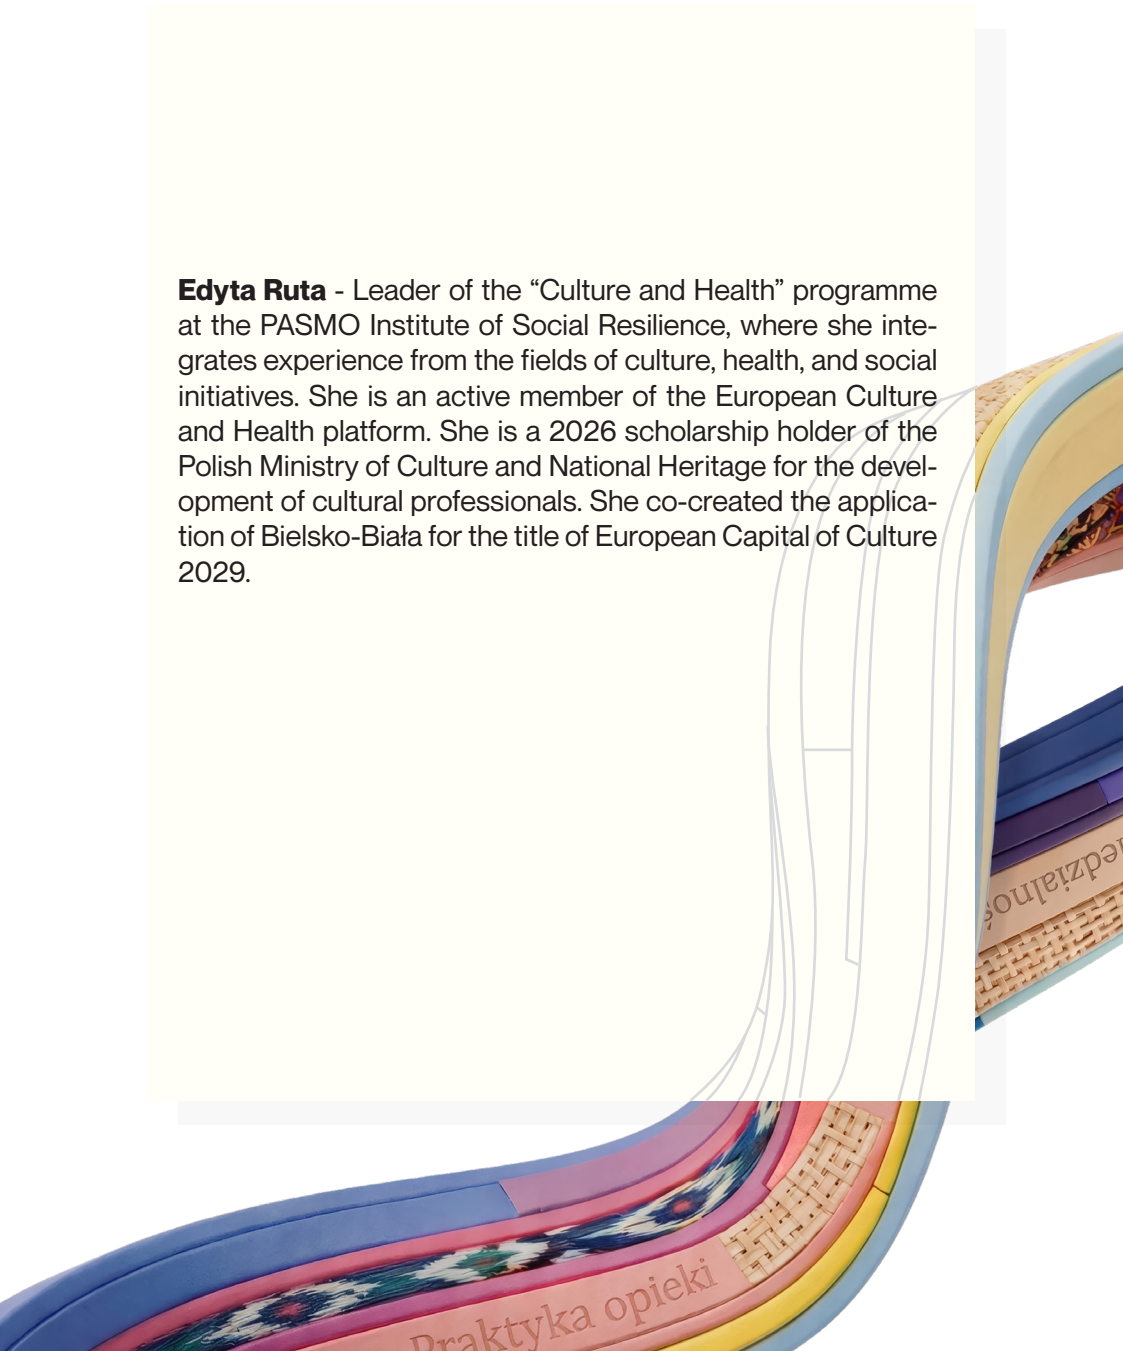 Edyta Ruta - Leader of the “Culture and Health” programme
at the PASMO Institute of Social Resilience, where she inte-
grates experience from the fields of culture, health, and social
initiatives. She is an active member of the European Culture
and Health platform. She is a 2026 scholarship holder of the
Polish Ministry of Culture and National Heritage for the devel-
opment of cultural professionals. She co-created the applica-
tion of Bielsko-Biała for the title of European Capital of Culture
2029.
Praktyka opieki